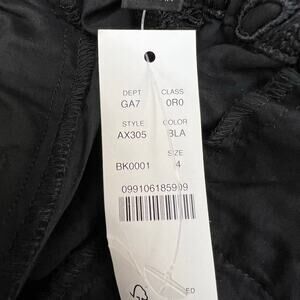 DEPT CLASS
GA7 0R0
STYLE COLOR
AX305 BLA
SIZE
BK0001 4
099106185909